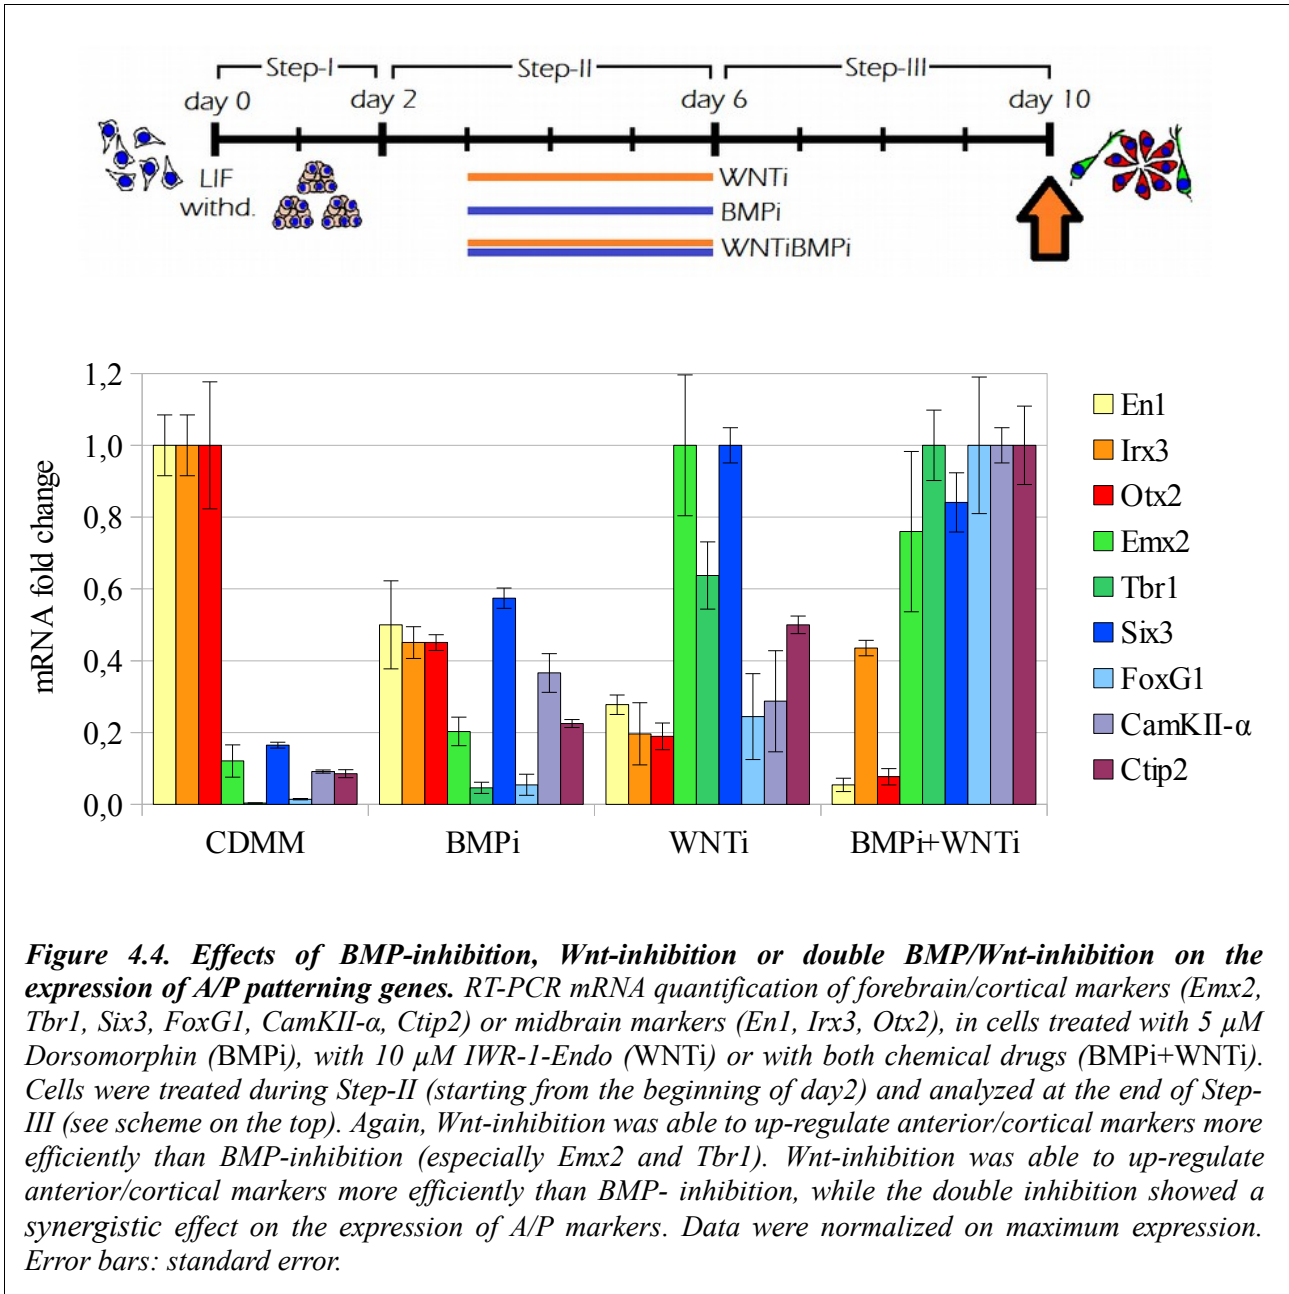 Step-I Step-II Step-III
day 0 day 2 day 6 day 10
LIF
withd.
WNTi
BMPi
WNTiBMPi
mRNA fold change
1,2
1,0
0,8
0,6
0,4
0,2
0,0
CDMM BMPi WNTi BMPi+WNTi
En1
Irx3
Otx2
Emx2
Tbr1
Six3
FoxG1
CamKII-α
Ctip2
Figure 4.4. Effects of BMP-inhibition, Wnt-inhibition or double BMP/Wnt-inhibition on the
expression of A/P patterning genes. RT-PCR mRNA quantification of forebrain/cortical markers (Emx2,
Tbr1, Six3, FoxG1, CamKII-α, Ctip2) or midbrain markers (En1, Irx3, Otx2), in cells treated with 5 µM
Dorsomorphin (BMPi), with 10 µM IWR-1-Endo (WNTi) or with both chemical drugs (BMPi+WNTi).
Cells were treated during Step-II (starting from the beginning of day2) and analyzed at the end of Step-
III (see scheme on the top). Again, Wnt-inhibition was able to up-regulate anterior/cortical markers more
efficiently than BMP-inhibition (especially Emx2 and Tbr1). Wnt-inhibition was able to up-regulate
anterior/cortical markers more efficiently than BMP- inhibition, while the double inhibition showed a
synergistic effect on the expression of A/P markers. Data were normalized on maximum expression.
Error bars: standard error.